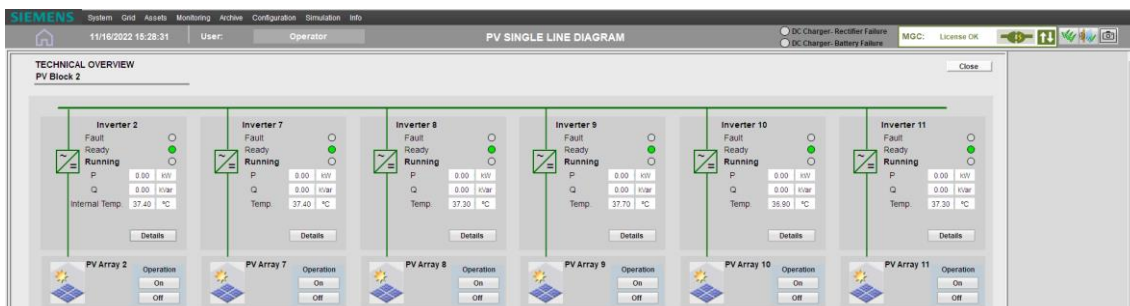 SIEMENS System Grid Assets Monitoring Archive Configuration Simulation Info
11/16/2022 15:28:31 User: Operator PV SINGLE LINE DIAGRAM DC Charger- Rectifier Failure MGC: License OK
DC Charger- Battery Failure
TECHNICAL OVERVIEW Close
PV Block 2
Inverter 2 Inverter 7 Inverter 8 Inverter 9 Inverter 10 Inverter 11
Fault Fault Fault Fault Fault Fault
Ready Ready Ready Ready Ready Ready
Running Running Running Running Running Running
P 0.00 kW P 0.00 kW P 0.00 kW P 0.00 kW P 0.00 kW P 0.00 kW
Q 0.00 kVar Q 0.00 kVar Q 0.00 kVar Q 0.00 kVar Q 0.00 kVar Q 0.00 kVar
Internal Temp. 37.40 °C Temp. 37.40 °C Temp. 37.30 °C Temp. 37.70 °C Temp. 36.90 °C Temp. 37.30 °C
Details Details Details Details Details Details
PV Array 2 Operation PV Array 7 Operation PV Array 8 Operation PV Array 9 Operation PV Array 10 Operation PV Array 11 Operation
On On On On On On
Off Off Off Off Off Off